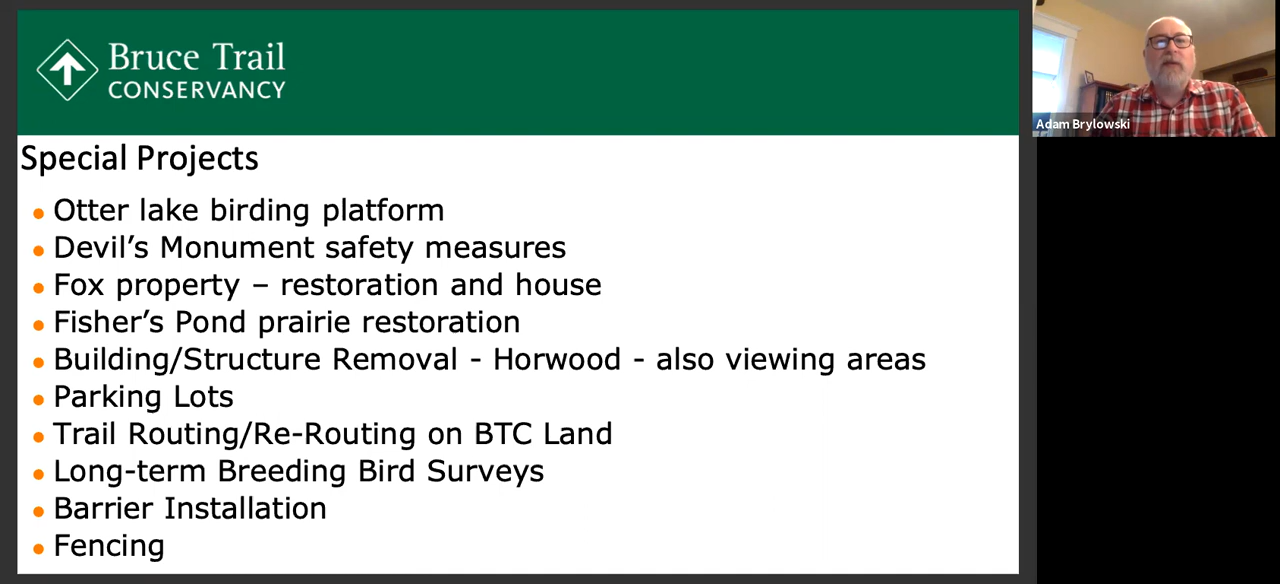 Bruce Trail
CONSERVANCY
Special Projects
Otter lake birding platform
Devil's Monument safety measures
Fox property – restoration and house
Fisher's Pond prairie restoration
Building/Structure Removal - Horwood - also viewing areas
Parking Lots
Trail Routing/Re-Routing on BTC Land
Long-term Breeding Bird Surveys
Barrier Installation
Fencing
Adam Brylowski